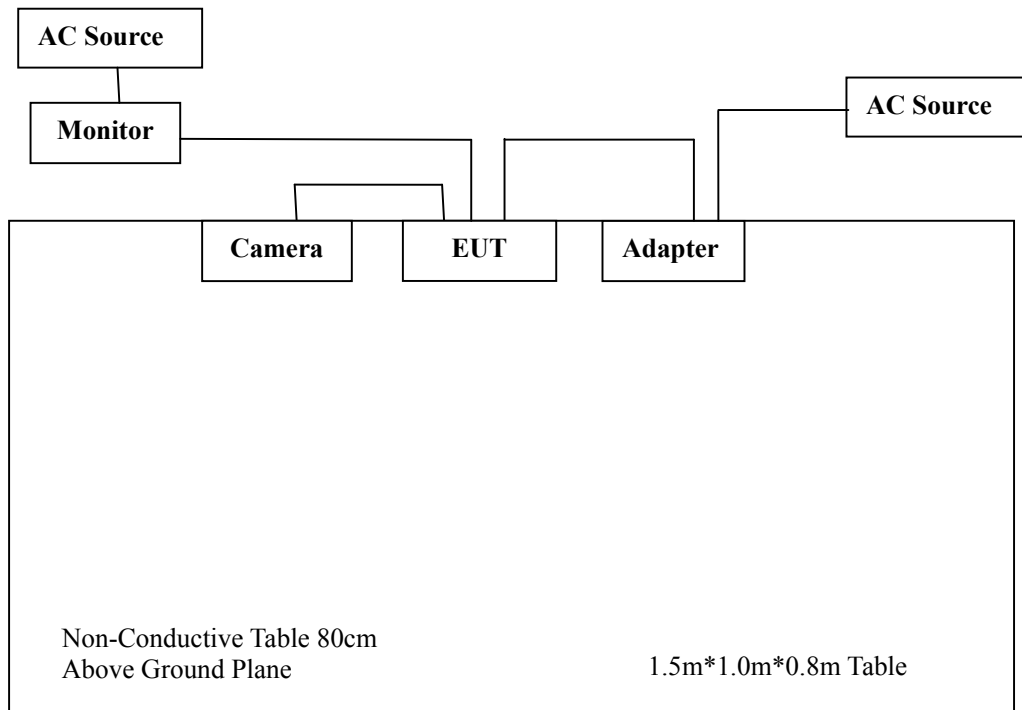 AC Source
AC Source
Monitor
Camera
EUT
Adapter
Non-Conductive Table 80cm
Above Ground Plane
1.5m*1.0m*0.8m Table